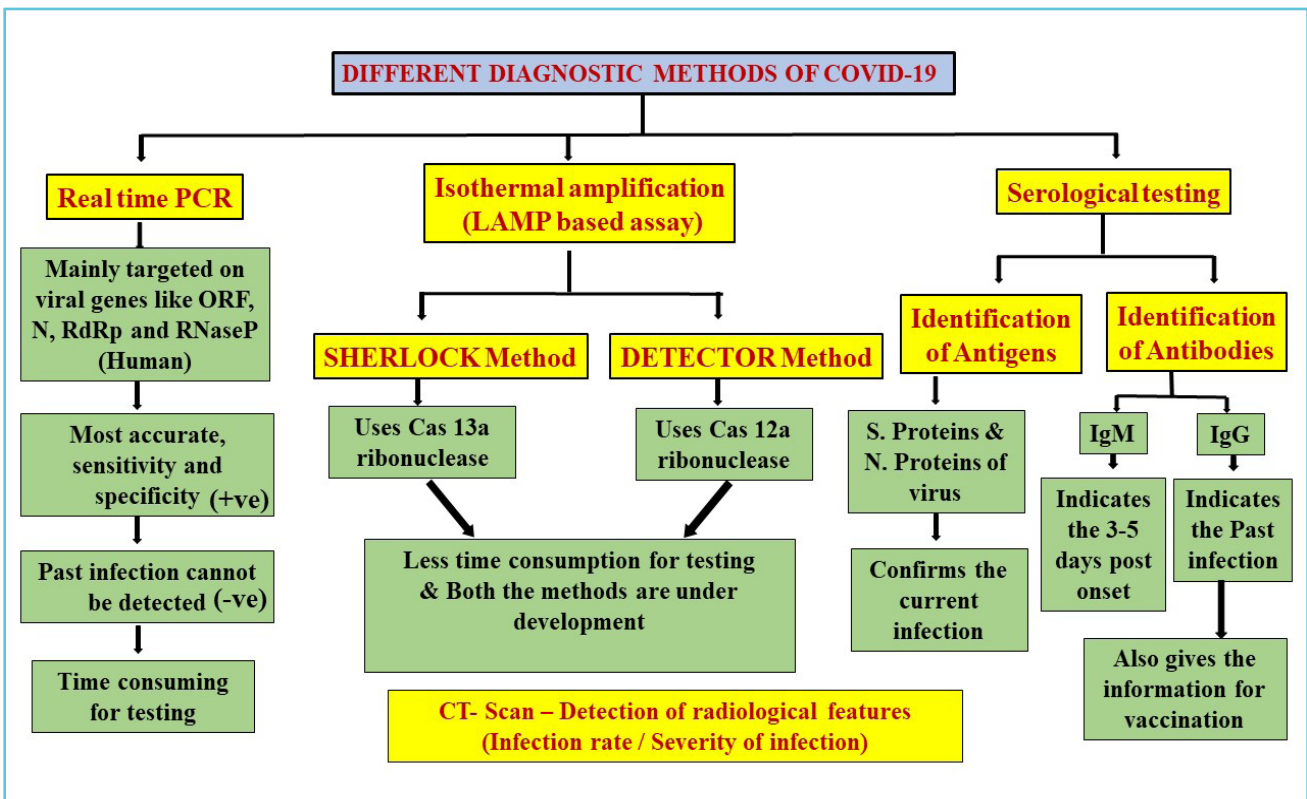 DIFFERENT DIAGNOSTIC METHODS OF COVID-19
Real time PCR
Mainly targeted on
viral genes like ORF,
N, RdRp and RNaseP
(Human)
Most accurate,
sensitivity and
specificity (+ve)
Past infection cannot
be detected (-ve)
Time consuming
for testing
Isothermal amplification
(LAMP based assay)
SHERLOCK Method
Uses Cas 13a
ribonuclease
DETECTOR Method
Uses Cas 12a
ribonuclease
Less time consumption for testing
& Both the methods are under
development
CT- Scan – Detection of radiological features
(Infection rate / Severity of infection)
Serological testing
Identification
of Antigens
S. Proteins &
N. Proteins of
virus
Confirms the
current
infection
Identification
of Antibodies
IgM
Indicates
the 3-5
days post
onset
IgG
Indicates
the Past
infection
Also gives the
information for
vaccination